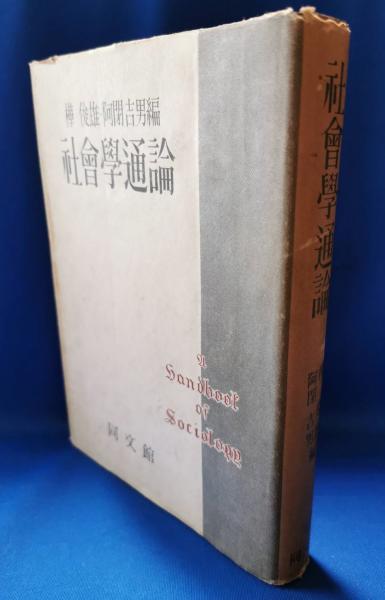 樺 俊雄・阿閉吉男編
社會學通論
A
Handbook
of
Sociology
同文館
社會學通論
阿閉吉男編
同